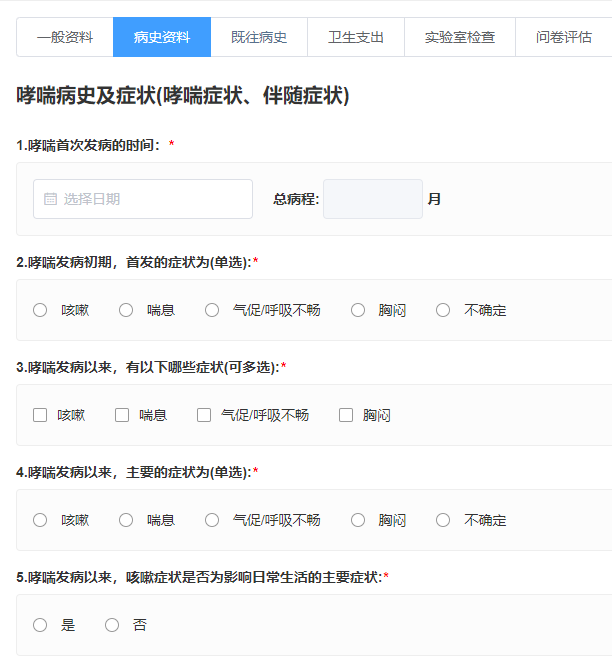 一般资料 病史资料 既往病史 卫生支出 实验室检查 问卷评估
哮喘病史及症状(哮喘症状、伴随症状)
1.哮喘首次发病的时间：*
选择日期 总病程: 月
2.哮喘发病初期，首发的症状为(单选):*
咳嗽 喘息 气促/呼吸不畅 胸闷 不确定
3.哮喘发病以来，有以下哪些症状(可多选):*
咳嗽 喘息 气促/呼吸不畅 胸闷
4.哮喘发病以来，主要的症状为(单选):*
咳嗽 喘息 气促/呼吸不畅 胸闷 不确定
5.哮喘发病以来，咳嗽症状是否为影响日常生活的主要症状:*
是 否